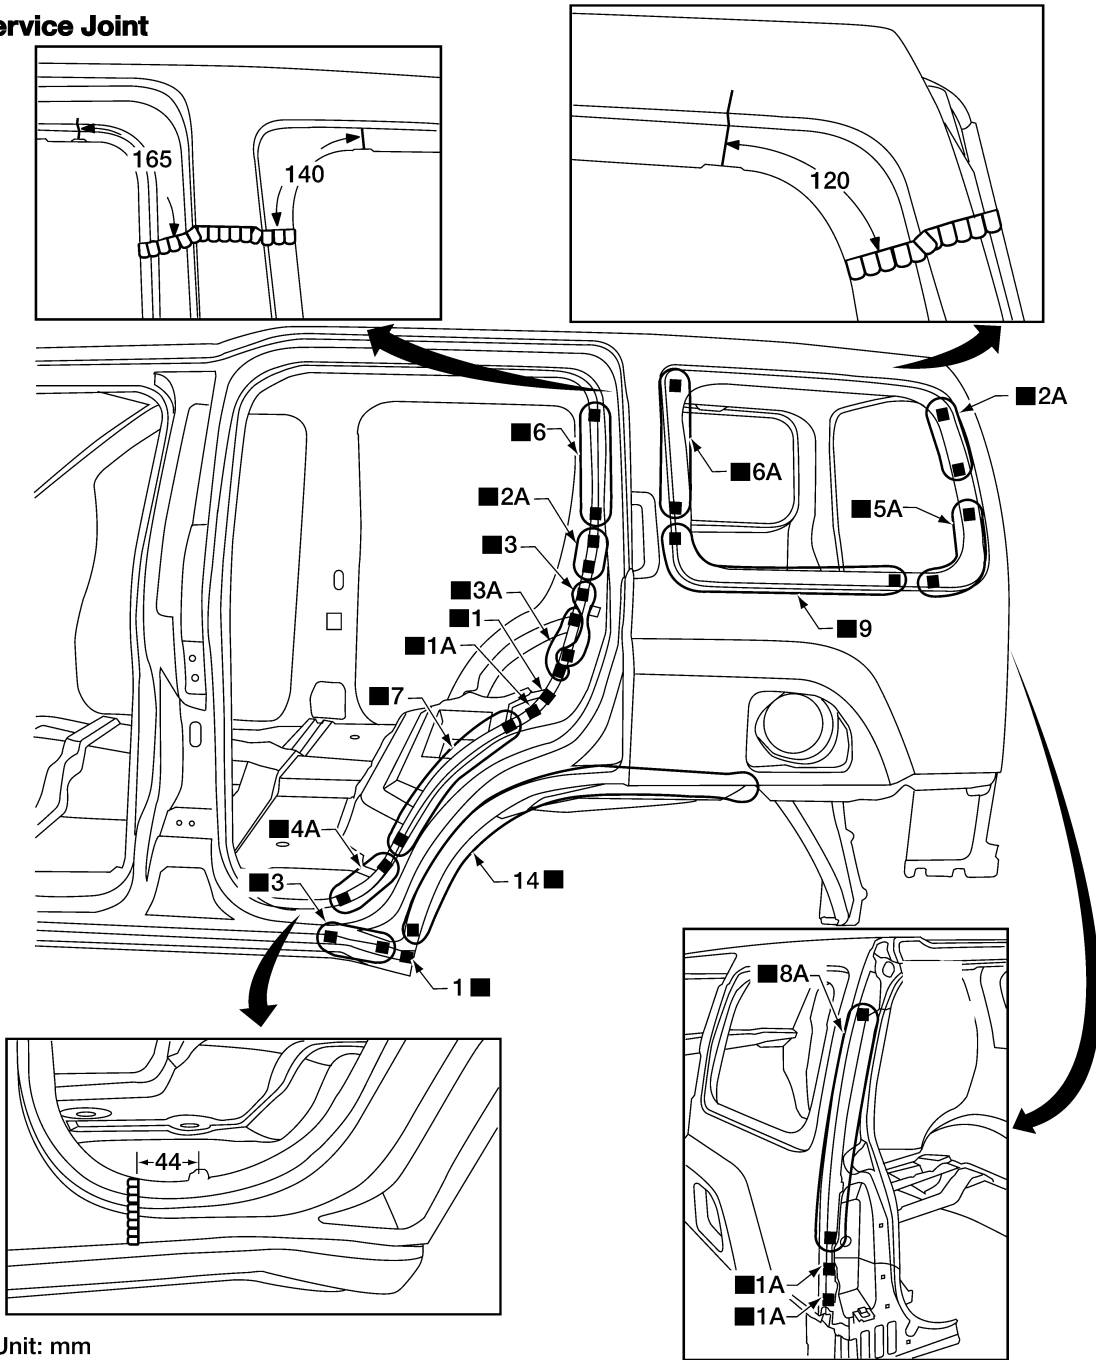 ervice Joint
165
140
120
■2A
■6
■6A
■2A
■5A
■3
■3A
■1
■9
■1A
■7
■4A
■3
14■
1■
■8A
44
■1A
■1A
Unit: mm